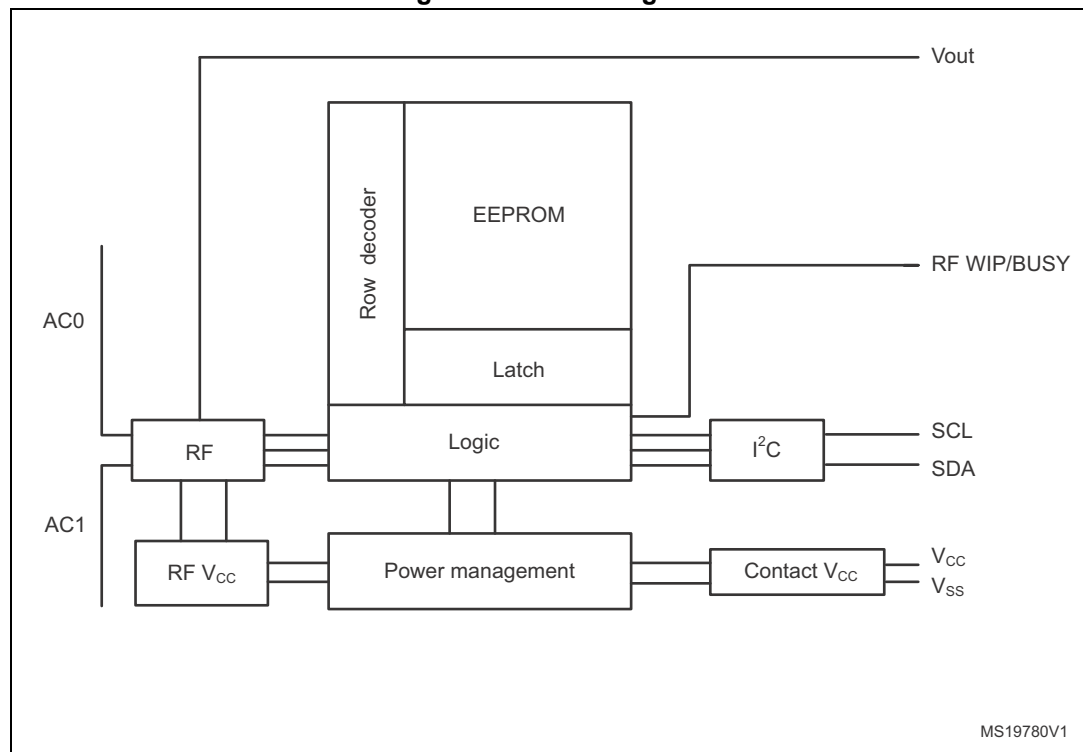 Vout
Row decoder
EEPROM
RF WIP/BUSY
AC0
Latch
RF
Logic
I²C
SCL
SDA
AC1
RF VCC
Power management
Contact VCC
VCC
VSS
MS19780V1